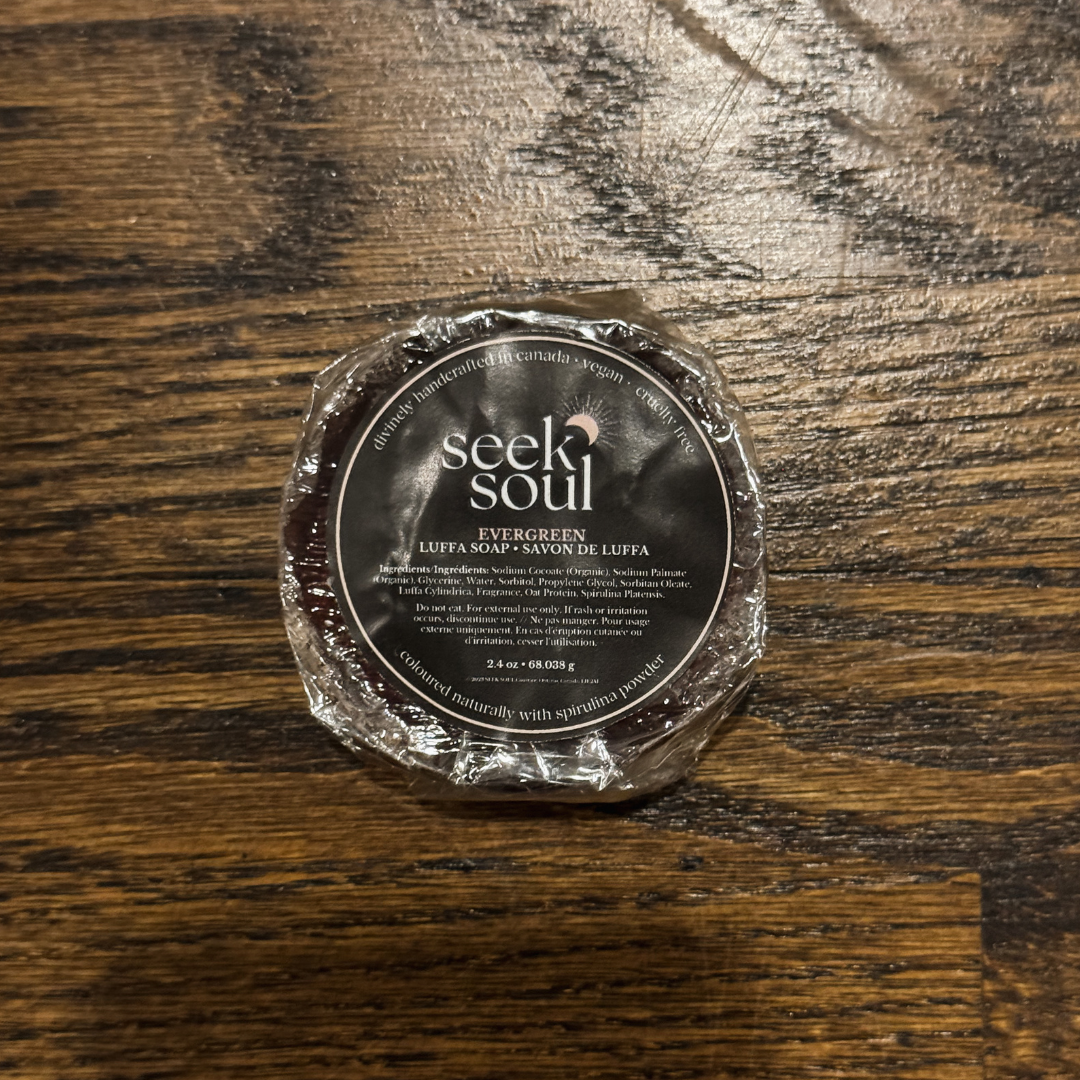 divinely handcrafted in canada · vegan · cruelty free
seek
soul
EVERGREEN
LUFFA SOAP • SAVON DE LUFFA
Ingredients/Ingrédients: Sodium Cocoate (Organic), Sodium Palmate
(Organic), Glycerine, Water, Sorbitol, Propylene Glycol, Sorbitan Oleate,
Luffa Cylindrica, Fragrance, Oat Protein, Spirulina Platensis.
Do not eat. For external use only. If rash or irritation
occurs, discontinue use. // Ne pas manger. Pour usage
externe uniquement. En cas d'éruption cutanée ou
d'irritation, cesser l'utilisation.
2.4 oz • 68.038 g
SEEK SOUL
coloured naturally with spirulina powder